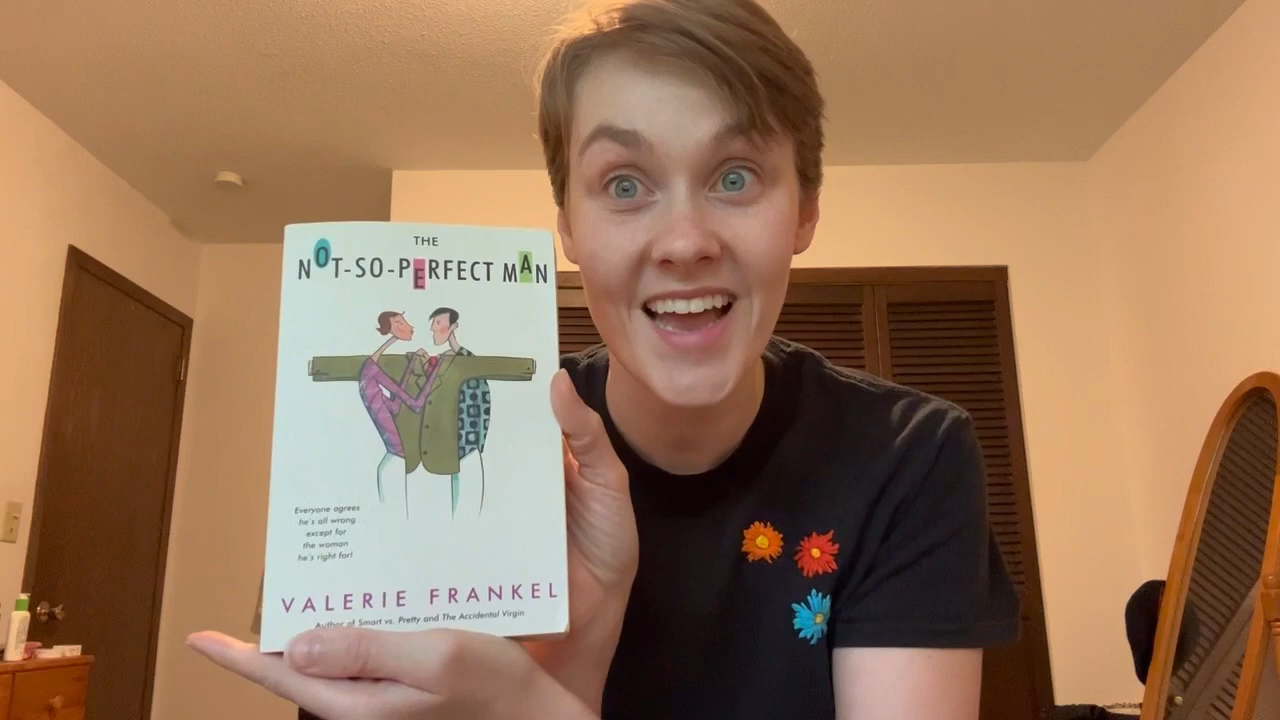 THE
NOT-SO-PERFECT MAN
Everyone agrees
he's all wrong
except for
the woman
he's right for!
VALERIE FRANKEL
Author of Smart vs. Pretty and The Accidental Virgin